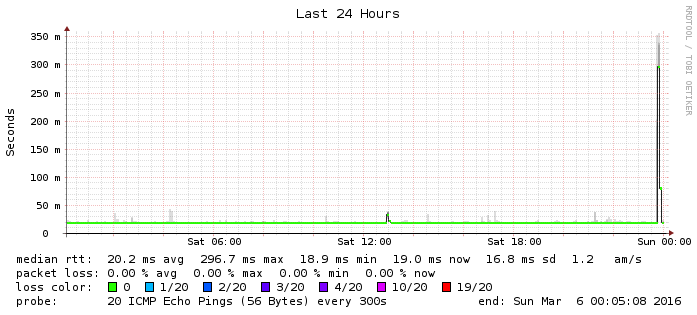 Last 24 Hours
RRDTOOL / TOBI OETIKER
Seconds
350 m
300 m
250 m
200 m
150 m
100 m
50 m
0
Sat 06:00 Sat 12:00 Sat 18:00 Sun 00:00
median rtt: 20.2 ms avg 296.7 ms max 18.9 ms min 19.0 ms now 16.8 ms sd 1.2 am/s
packet loss: 0.00 % avg 0.00 % max 0.00 % min 0.00 % now
loss color: 0 1/20 2/20 3/20 4/20 10/20 19/20
probe: 20 ICMP Echo Pings (56 Bytes) every 300s end: Sun Mar 6 00:05:08 2016